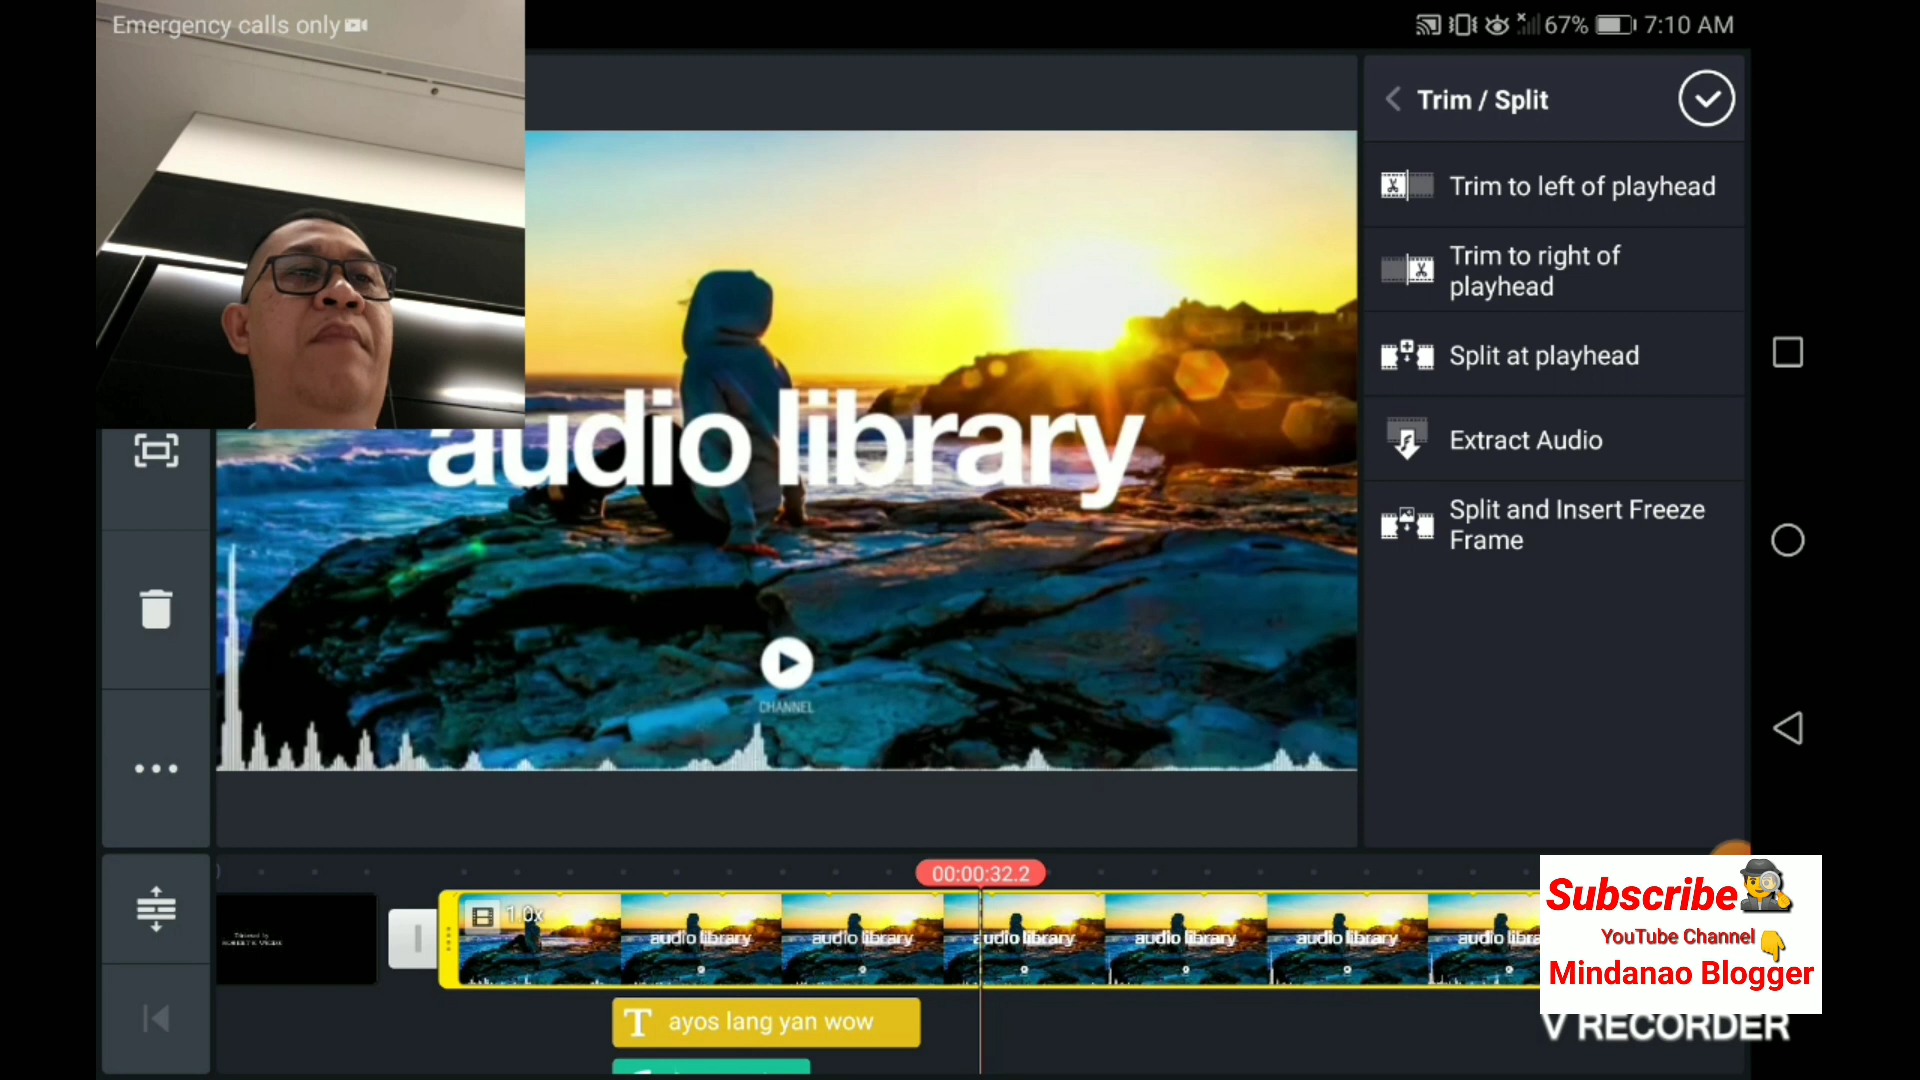 Emergency calls only
67% 7:10 AM
Trim / Split
Trim to left of playhead
Trim to right of
playhead
Split at playhead
Extract Audio
Split and Insert Freeze
Frame
audio library
CHANNEL
00:00:32.2
1.0x
audio library
audio library
audio library
audio library
audio library
audio libra
ayos lang yan wow
Subscribe
YouTube Channel
Mindanao Blogger
V RECORDER